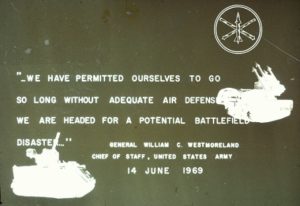 "...WE HAVE PERMITTED OURSELVES TO GO
SO LONG WITHOUT ADEQUATE AIR DEFENSE
WE ARE HEADED FOR A POTENTIAL BATTLEFIELD
DISASTER..."
GENERAL WILLIAM C. WESTMORELAND
CHIEF OF STAFF, UNITED STATES ARMY
14 JUNE 1969